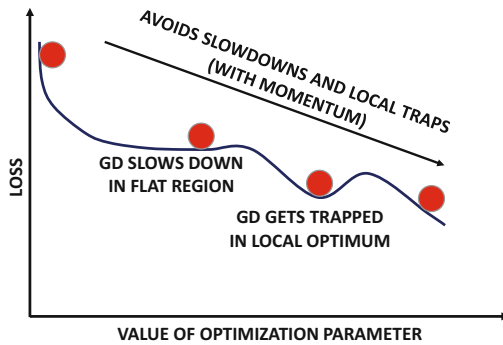 AVOIDS SLOWDOWNS AND LOCAL TRAPS
(WITH MOMENTUM)
GD SLOWS DOWN
IN FLAT REGION
GD GETS TRAPPED
IN LOCAL OPTIMUM
LOSS
VALUE OF OPTIMIZATION PARAMETER